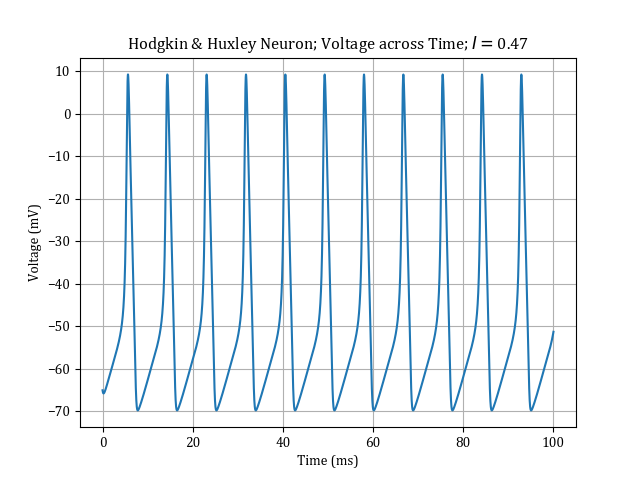 Hodgkin & Huxley Neuron; Voltage across Time; I = 0.47
10
0
−10
−20
−30
−40
−50
−60
−70
Voltage (mV)
0 20 40 60 80 100
Time (ms)